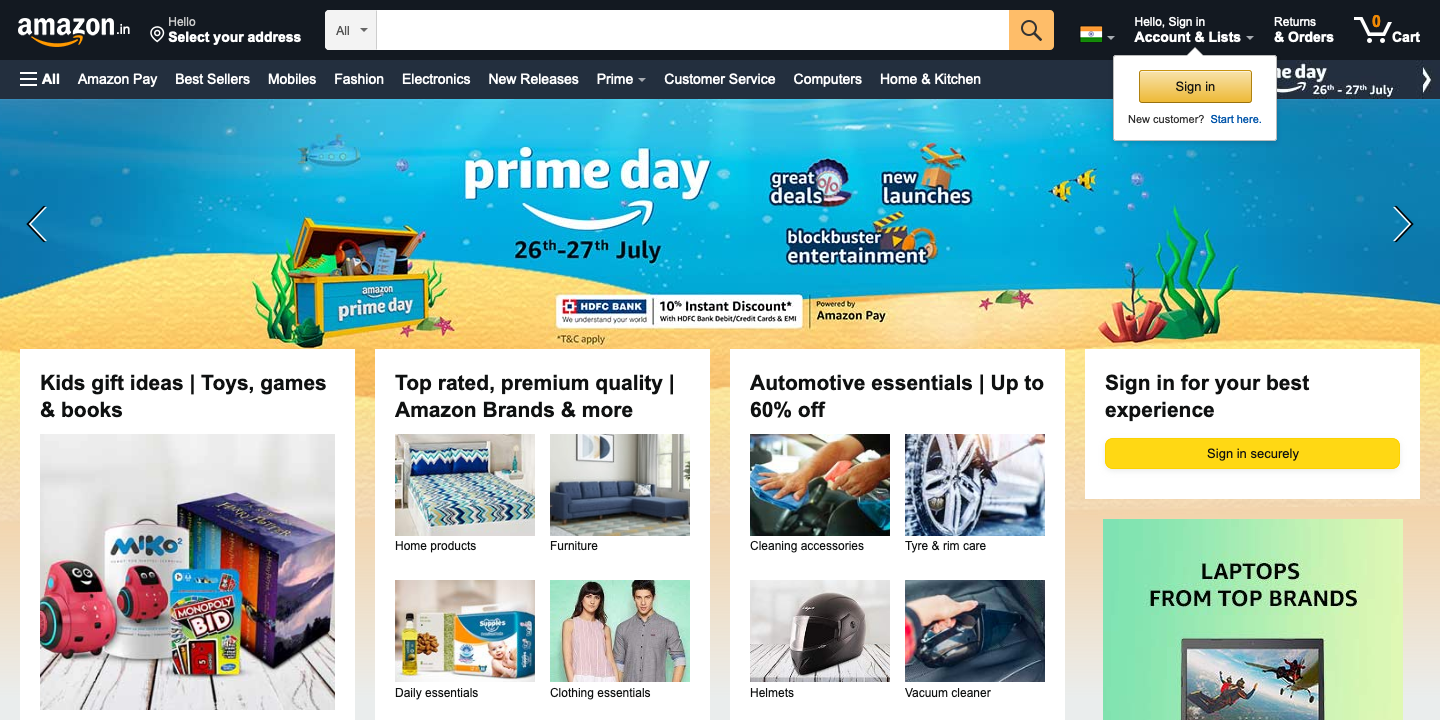 amazon.in
Hello
Select your address
All
Hello, Sign in
Account & Lists
Returns
& Orders
0
Cart
All
Amazon Pay
Best Sellers
Mobiles
Fashion
Electronics
New Releases
Prime
Customer Service
Computers
Home & Kitchen
day
26th - 27th July
Sign in
New customer? Start here.
prime day
26th-27th July
great
deals
%
new
launches
blockbuster
entertainment
amazon
prime day
HDFC BANK
We understand your world
10% Instant Discount*
With HDFC Bank Debit/Credit Cards & EMI
Powered by
Amazon Pay
*T&C apply
Kids gift ideas | Toys, games
& books
HARRY POTTER
MIKO2
MONOPOLY
BID
Top rated, premium quality |
Amazon Brands & more
Home products
Furniture
Supples
Daily essentials
Clothing essentials
Automotive essentials | Up to
60% off
Cleaning accessories
Tyre & rim care
Helmets
Vacuum cleaner
Sign in for your best
experience
Sign in securely
LAPTOPS
FROM TOP BRANDS